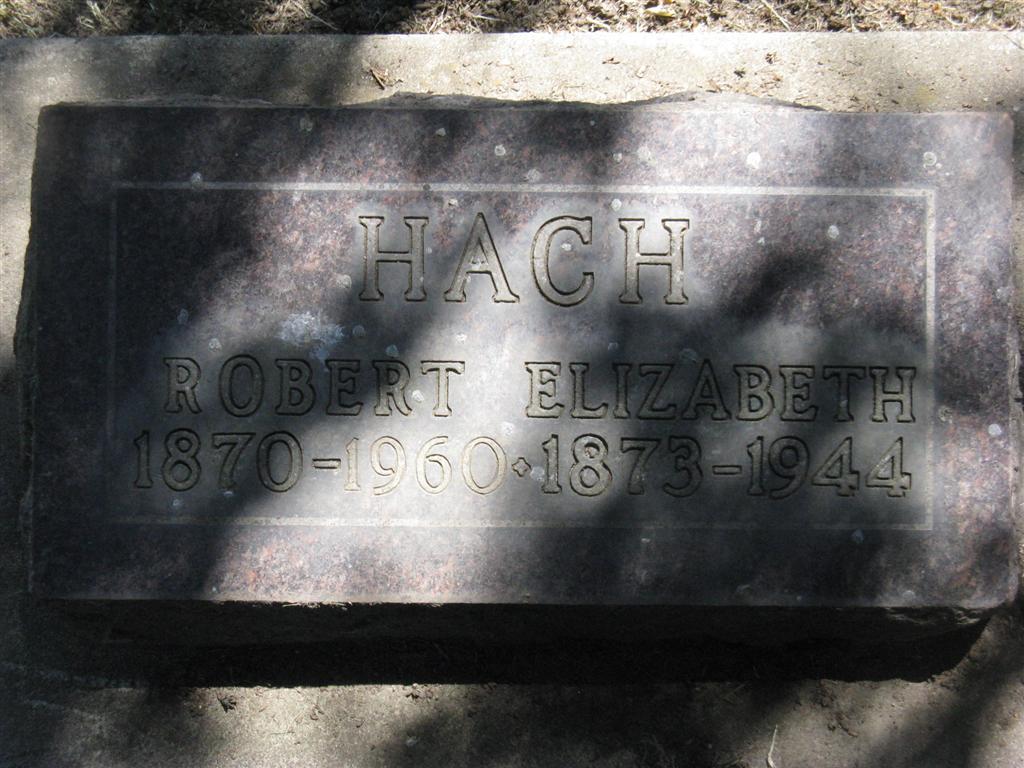 HACH
ROBERT ELIZABETH
1870-1960 · 1873-1944